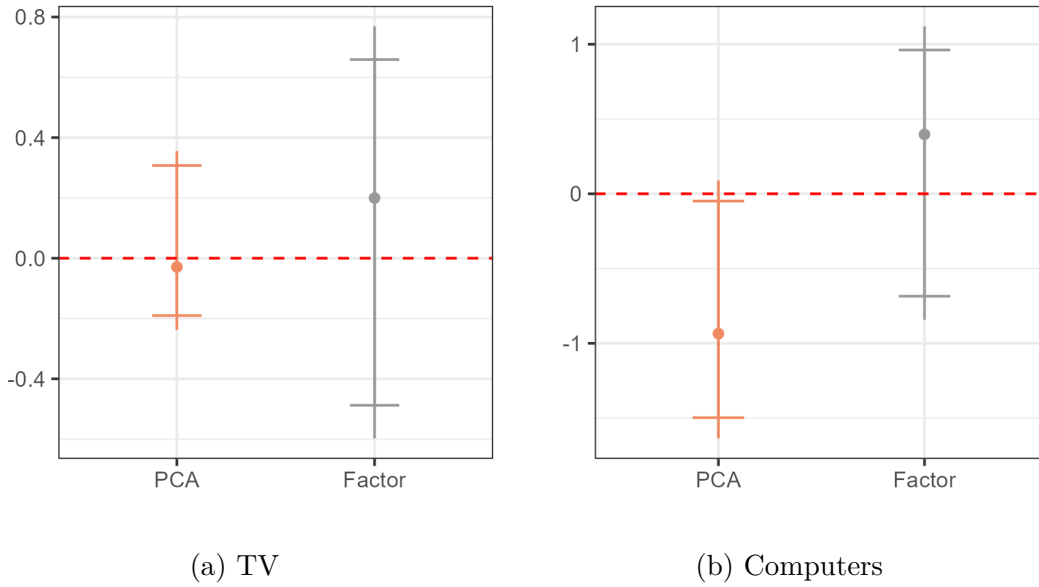 0.8
0.4
0.0
-0.4
PCA
Factor
(a) TV
1
0
-1
PCA
Factor
(b) Computers